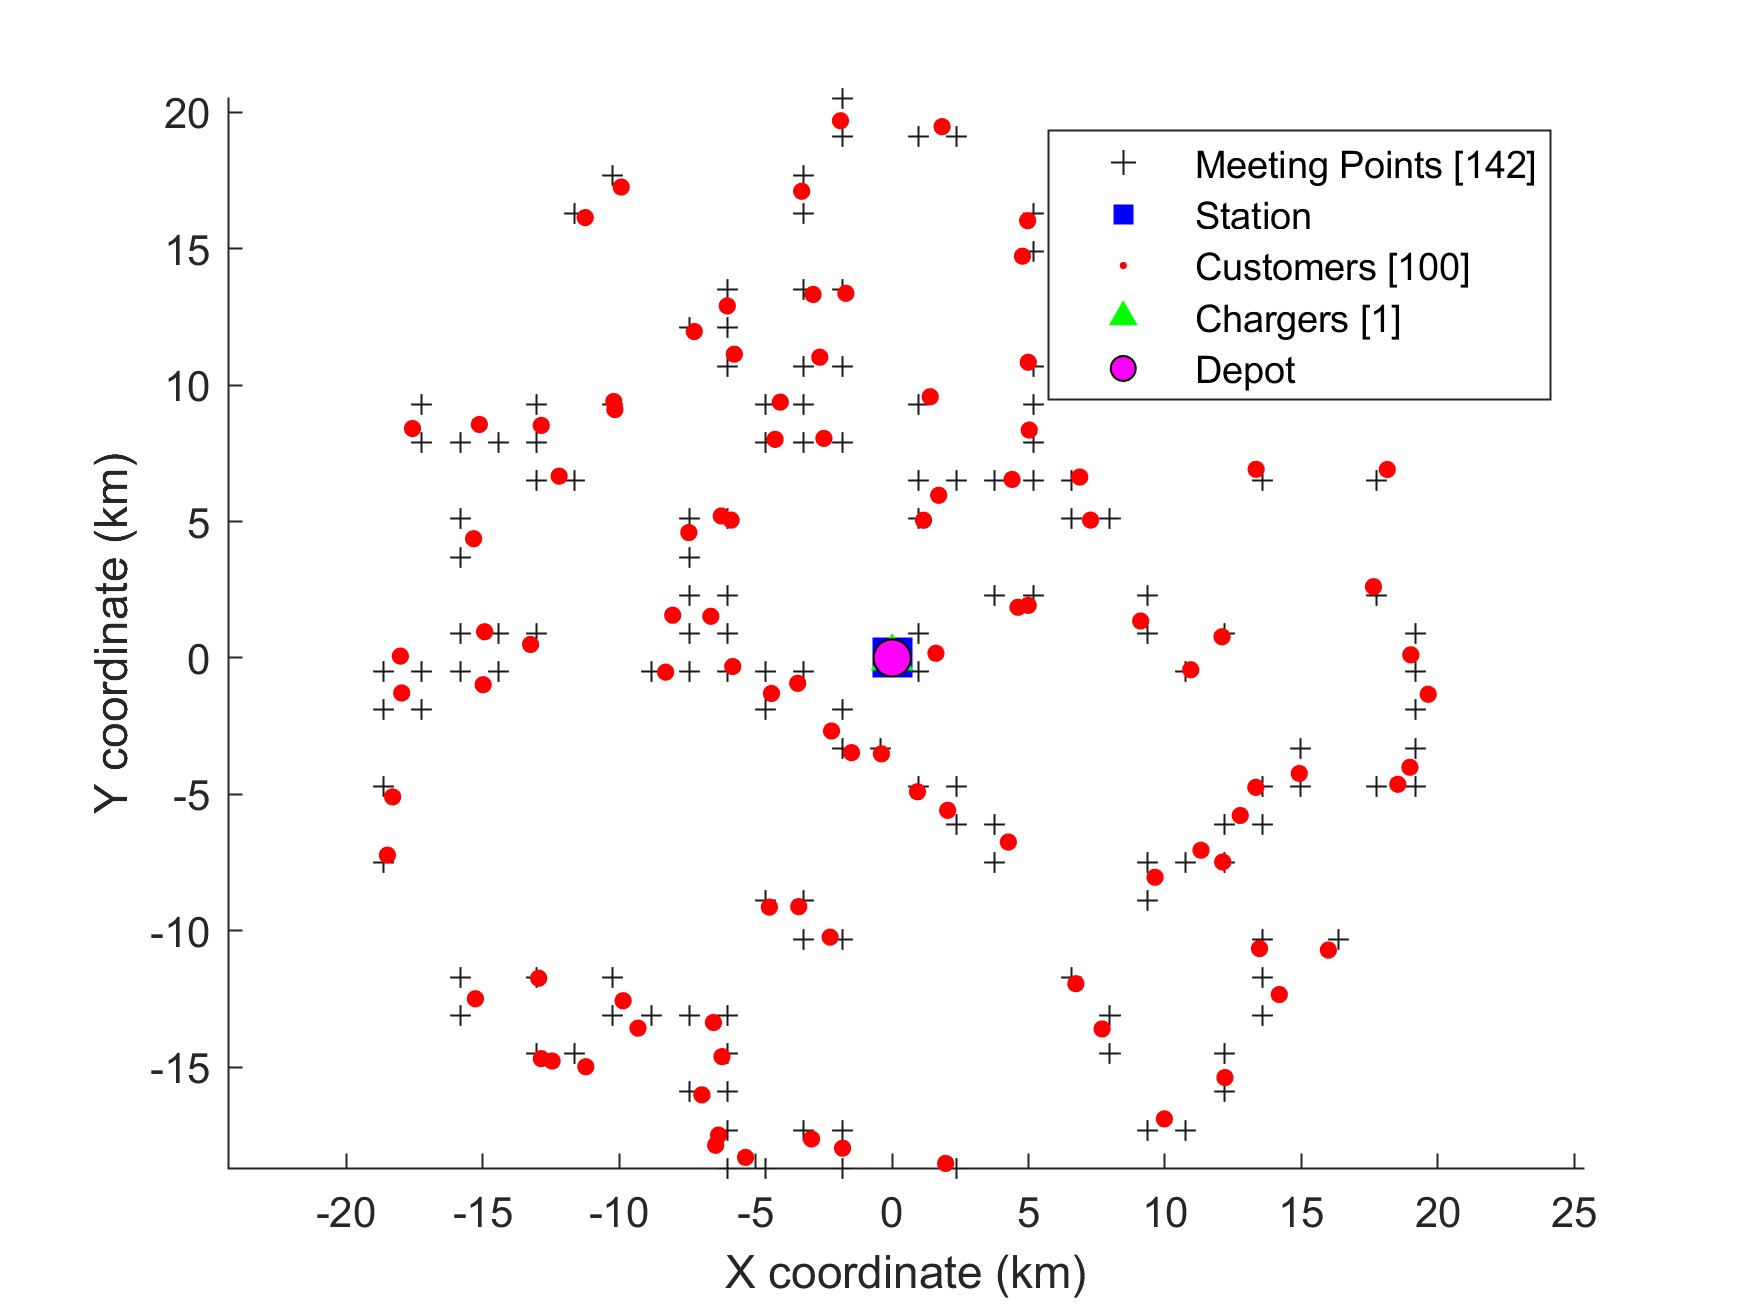 20
15
10
5
0
-5
-10
-15
Y coordinate (km)
Meeting Points [142]
Station
Customers [100]
Chargers [1]
Depot
-20 -15 -10 -5 0 5 10 15 20 25
X coordinate (km)